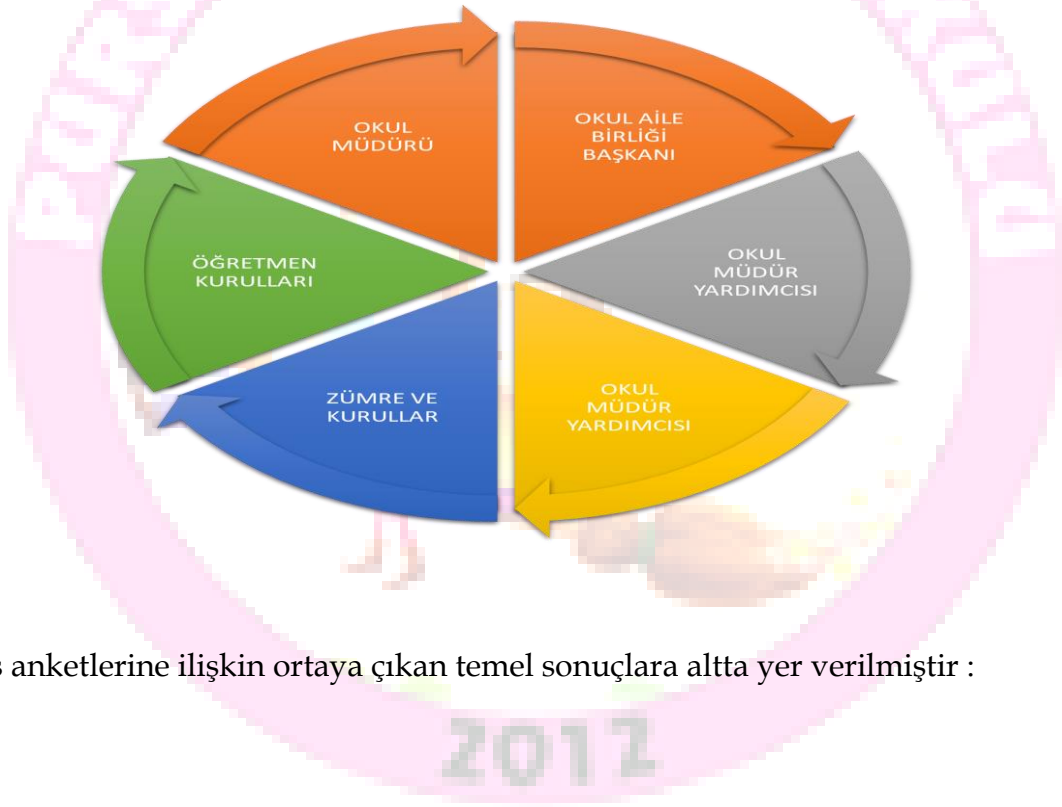 OKUL
MÜDÜRÜ
OKUL AİLE
BİRLİĞİ
BAŞKANI
ÖĞRETMEN
KURULLARI
OKUL
MÜDÜR
YARDIMCISI
ZÜMRE VE
KURULLAR
OKUL
MÜDÜR
YARDIMCISI
anketlerine ilişkin ortaya çıkan temel sonuçlara altta yer verilmiştir :
2012